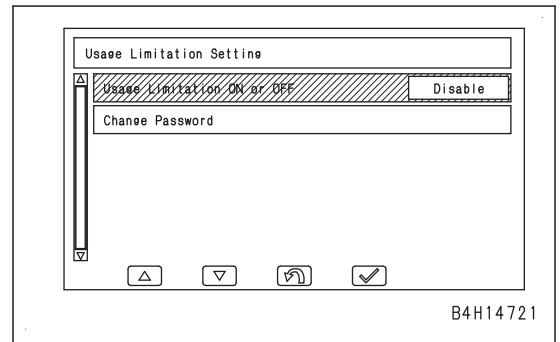 Usage Limitation Setting
Usage Limitation ON or OFF Disable
Change Password
B4H14721